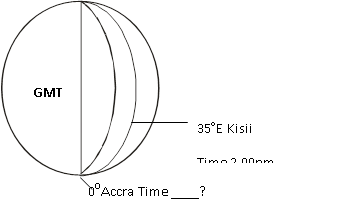 GMT
35°E Kisii
Time 2.00pm
0°Accra Time ____?